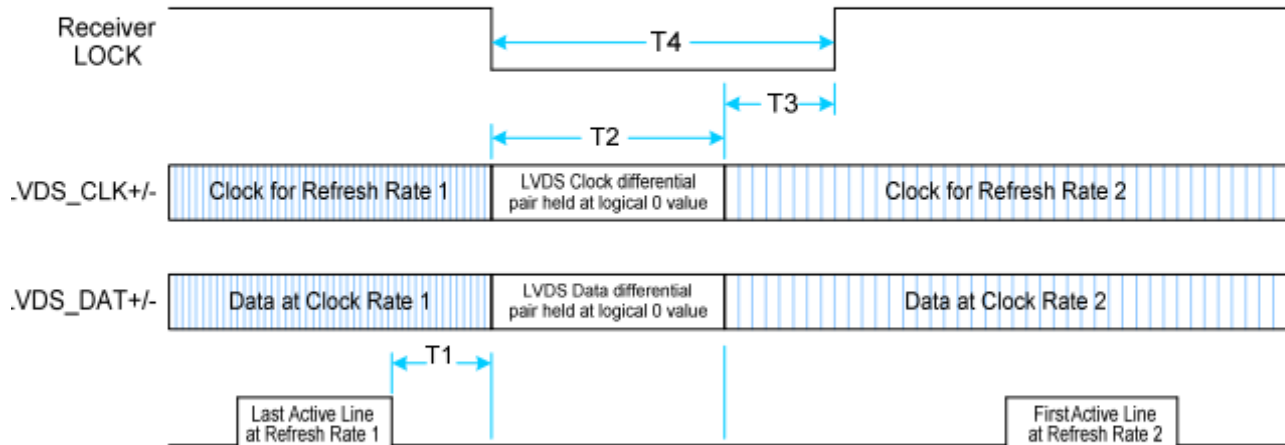 Receiver
LOCK
T4
T3
T2
LVDS_CLK+/-
Clock for Refresh Rate 1
LVDS Clock differential
pair held at logical 0 value
Clock for Refresh Rate 2
LVDS_DAT+/-
Data at Clock Rate 1
LVDS Data differential
pair held at logical 0 value
Data at Clock Rate 2
T1
Last Active Line
at Refresh Rate 1
First Active Line
at Refresh Rate 2